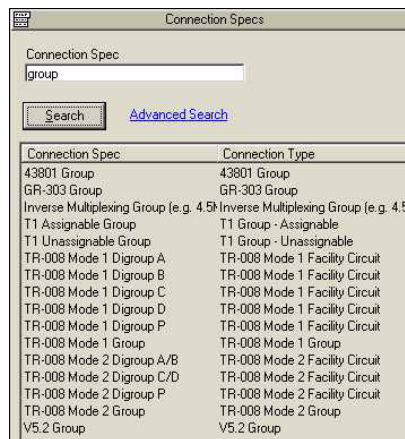 Connection Specs
Connection Spec
group
Search Advanced Search
Connection Spec Connection Type
43801 Group 43801 Group
GR-303 Group GR-303 Group
Inverse Multiplexing Group (e.g. 4.5 Inverse Multiplexing Group (e.g. 4.5
T1 Assignable Group T1 Group - Assignable
T1 Unassignable Group T1 Group - Unassignable
TR-008 Mode 1 Digroup A TR-008 Mode 1 Facility Circuit
TR-008 Mode 1 Digroup B TR-008 Mode 1 Facility Circuit
TR-008 Mode 1 Digroup C TR-008 Mode 1 Facility Circuit
TR-008 Mode 1 Digroup D TR-008 Mode 1 Facility Circuit
TR-008 Mode 1 Digroup P TR-008 Mode 1 Facility Circuit
TR-008 Mode 1 Group TR-008 Mode 1 Group
TR-008 Mode 2 Digroup A/B TR-008 Mode 2 Facility Circuit
TR-008 Mode 2 Digroup C/D TR-008 Mode 2 Facility Circuit
TR-008 Mode 2 Digroup P TR-008 Mode 2 Facility Circuit
TR-008 Mode 2 Group TR-008 Mode 2 Group
V5.2 Group V5.2 Group